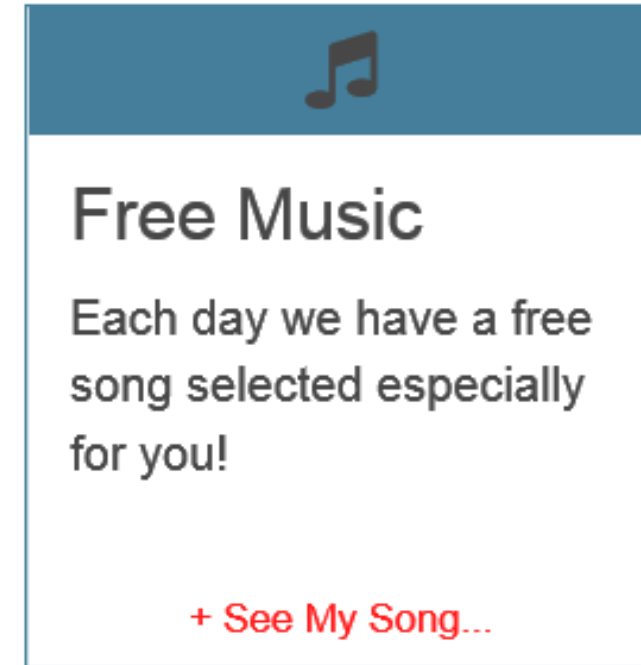 Free Music
Each day we have a free
song selected especially
for you!
+ See My Song...